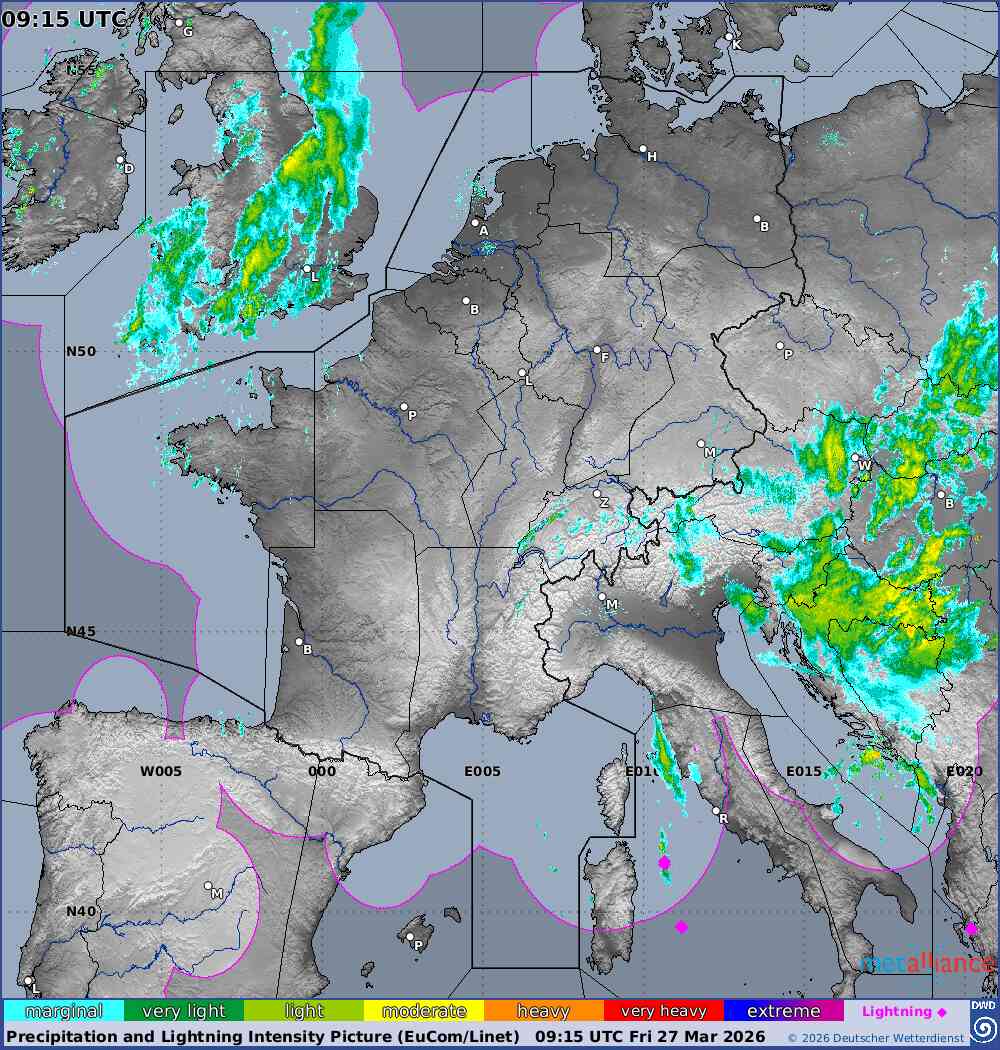 09:15 UTC
G
K
N55
D
H
A
B
L
B
N50
F
P
L
P
M
W
Z
B
M
N45
B
W005
000
E005
E010
E015
E020
R
M
N40
P
L
metalliance
marginal very light light moderate heavy very heavy extreme Lightning
DWD
Precipitation and Lightning Intensity Picture (EuCom/Linet) 09:15 UTC Fri 27 Mar 2026 © 2026 Deutscher Wetterdienst